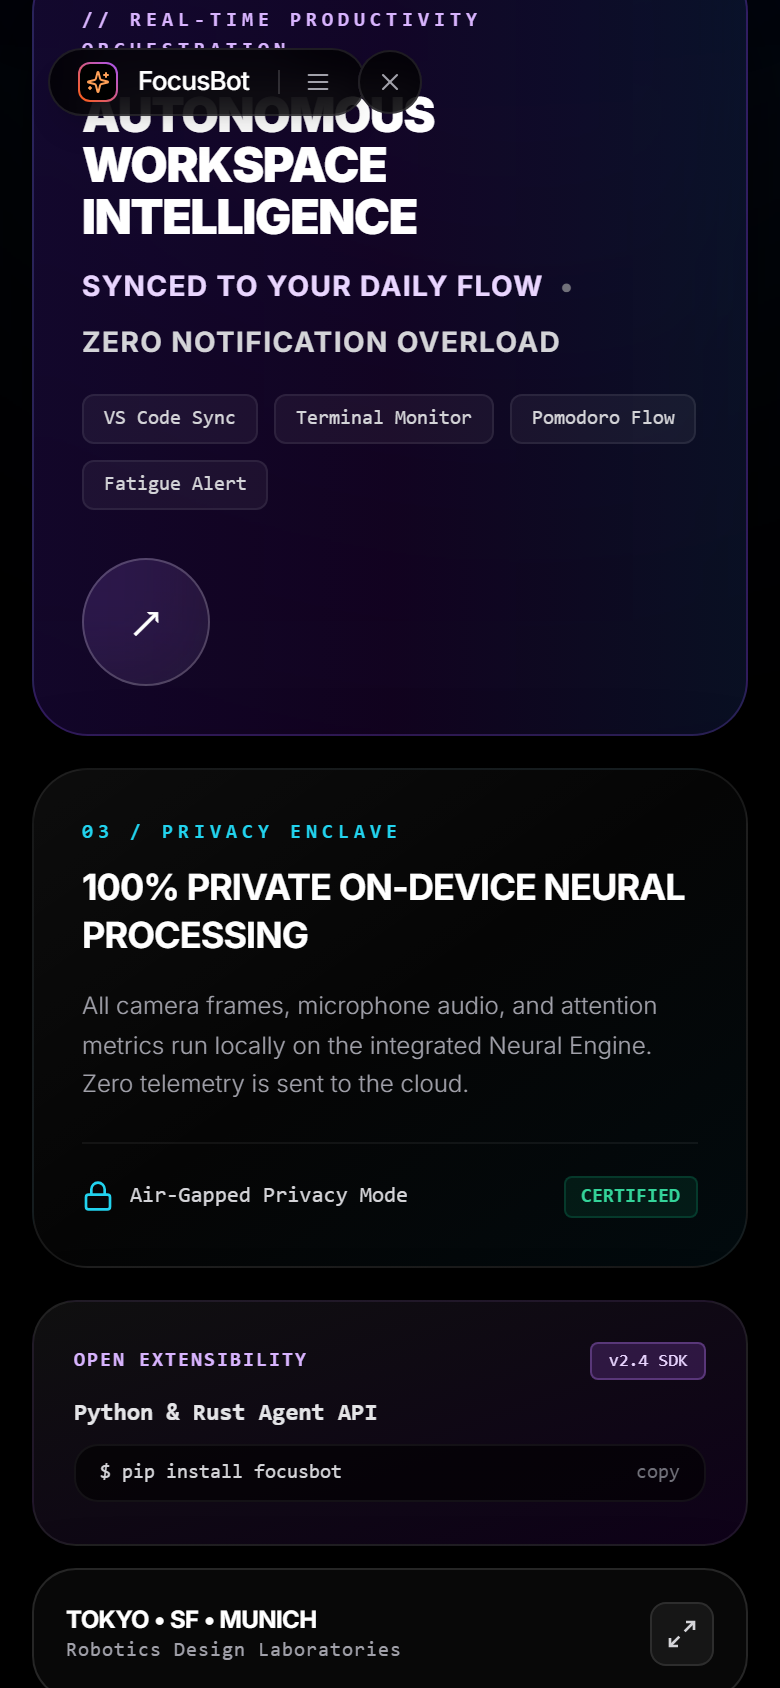 // REAL-TIME PRODUCTIVITY
ORCHESTRATION
FocusBot
AUTONOMOUS
WORKSPACE
INTELLIGENCE
SYNCED TO YOUR DAILY FLOW •
ZERO NOTIFICATION OVERLOAD
VS Code Sync
Terminal Monitor
Pomodoro Flow
Fatigue Alert
↗
03 / PRIVACY ENCLAVE
100% PRIVATE ON-DEVICE NEURAL
PROCESSING
All camera frames, microphone audio, and attention
metrics run locally on the integrated Neural Engine.
Zero telemetry is sent to the cloud.
Air-Gapped Privacy Mode
CERTIFIED
OPEN EXTENSIBILITY
v2.4 SDK
Python & Rust Agent API
$ pip install focusbot
copy
TOKYO • SF • MUNICH
Robotics Design Laboratories